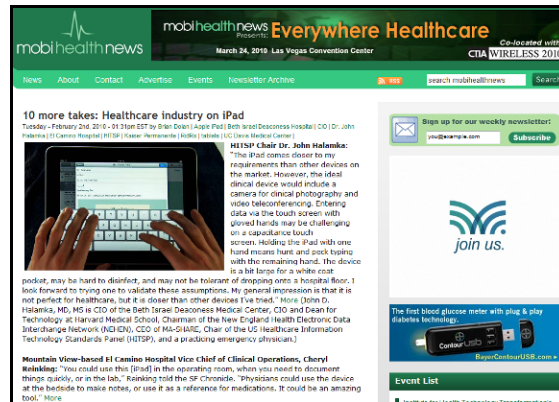 mobihealthnews
mobihealthnews
Presents:
Everywhere Healthcare
March 24, 2010 Las Vegas Convention Center
Co-located with
CTIA WIRELESS 2010
News About Contact Advertise Events Newsletter Archive
RSS
search mobihealthnews
Search
10 more takes: Healthcare industry on iPad
Tuesday - February 2nd, 2010 - 01:31pm EST by Brian Dolan | Apple iPad | Beth Israel Deaconess Hospital | CIO | Dr. John
Halamka | El Camino Hospital | HITSP | Kaiser Permanente | RidRx | tablets | UC Davis Medical Center |
HITSP Chair Dr. John Halamka:
"The iPad comes closer to my
requirements than other devices on
the market. However, the ideal
clinical device would include a
camera for clinical photography and
video teleconferencing. Entering
data via the touch screen with
gloved hands may be challenging
on a capacitance touch
screen. Holding the iPad with one
hand means hunt and peck typing
with the remaining hand. The device
is a bit large for a white coat
pocket, may be hard to disinfect, and may not be tolerant of dropping onto a hospital floor. I
look forward to trying one to validate these assumptions. My general impression is that it is
not perfect for healthcare, but it is closer than other devices I've tried." More (John D.
Halamka, MD, MS is CIO of the Beth Israel Deaconess Medical Center, CIO and Dean for
Technology at Harvard Medical School, Chairman of the New England Health Electronic Data
Interchange Network (NEHEN), CEO of MA-SHARE, Chair of the US Healthcare Information
Technology Standards Panel (HITSP), and a practicing emergency physician.)
Mountain View-based El Camino Hospital Vice Chief of Clinical Operations, Cheryl
Reinking: "You could use this [iPad] in the operating room, when you need to document
things quickly, or in the lab," Reinking told the SF Chronicle. "Physicians could use the device
at the bedside to make notes, or use it as a reference for medications. It could be an amazing
tool." More
Sign up for our weekly newsletter:
you@example.com
Subscribe
join us.
The first blood glucose meter with plug & play
diabetes technology.
Contour USB
BayerContourUSB.com
Event List